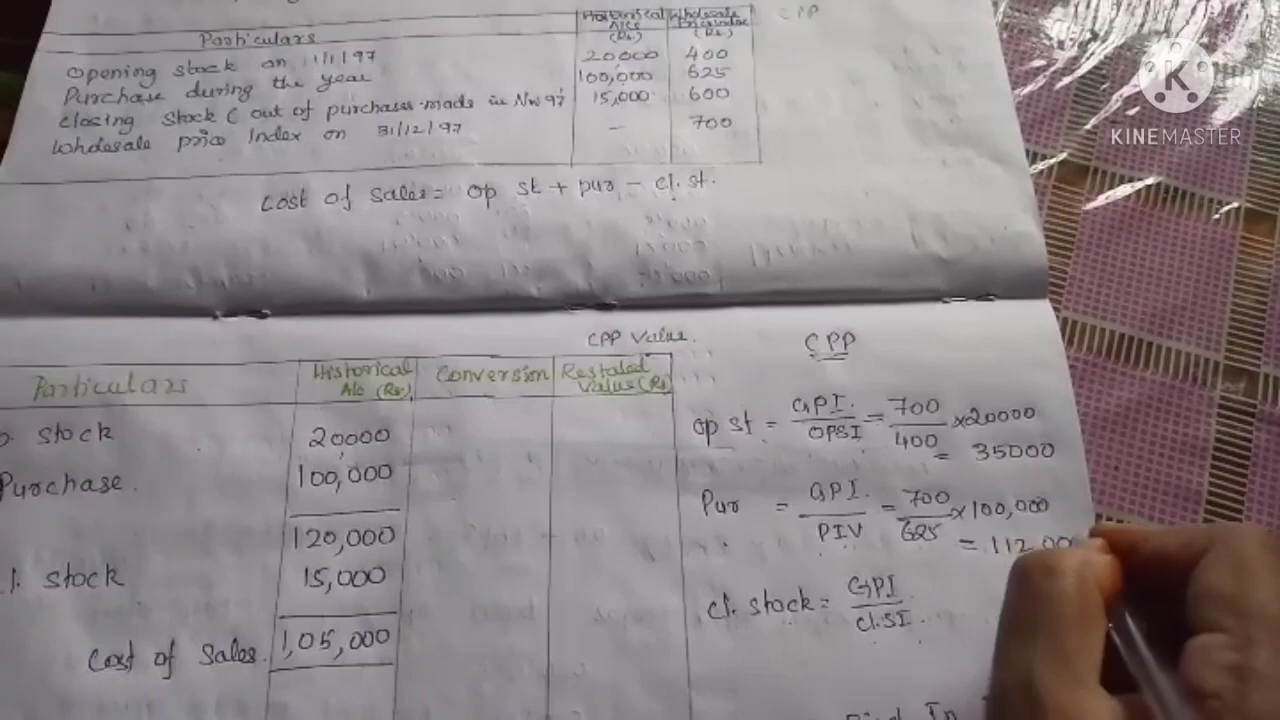 Particulars Historical A/cs (Rs.) Wholesale Price Index (Rs.) CPP
Opening stock on 1/1/97 20000 400
Purchase during the year 100,000 625
Closing stock ( out of purchases made in Nov 97 15,000 600
Wholesale price Index on 31/12/97 - 700
Cost of sales = Op st + pur - cl. st.
CPP Value. CPP
Particulars Historical A/c (Rs.) Conversion Restated Value (Rs)
stock 20000
Purchase. 100,000
120,000
l. stock 15,000
Cost of Sales. 1,05,000
Op st = GPI. / OPSI = 700 / 400 x 20000
= 35000
Pur = GPI. / PIV = 700 / 625 x 100,000
= 112,00
Cl. stock = GPI / Cl.SI.
KINEMASTER